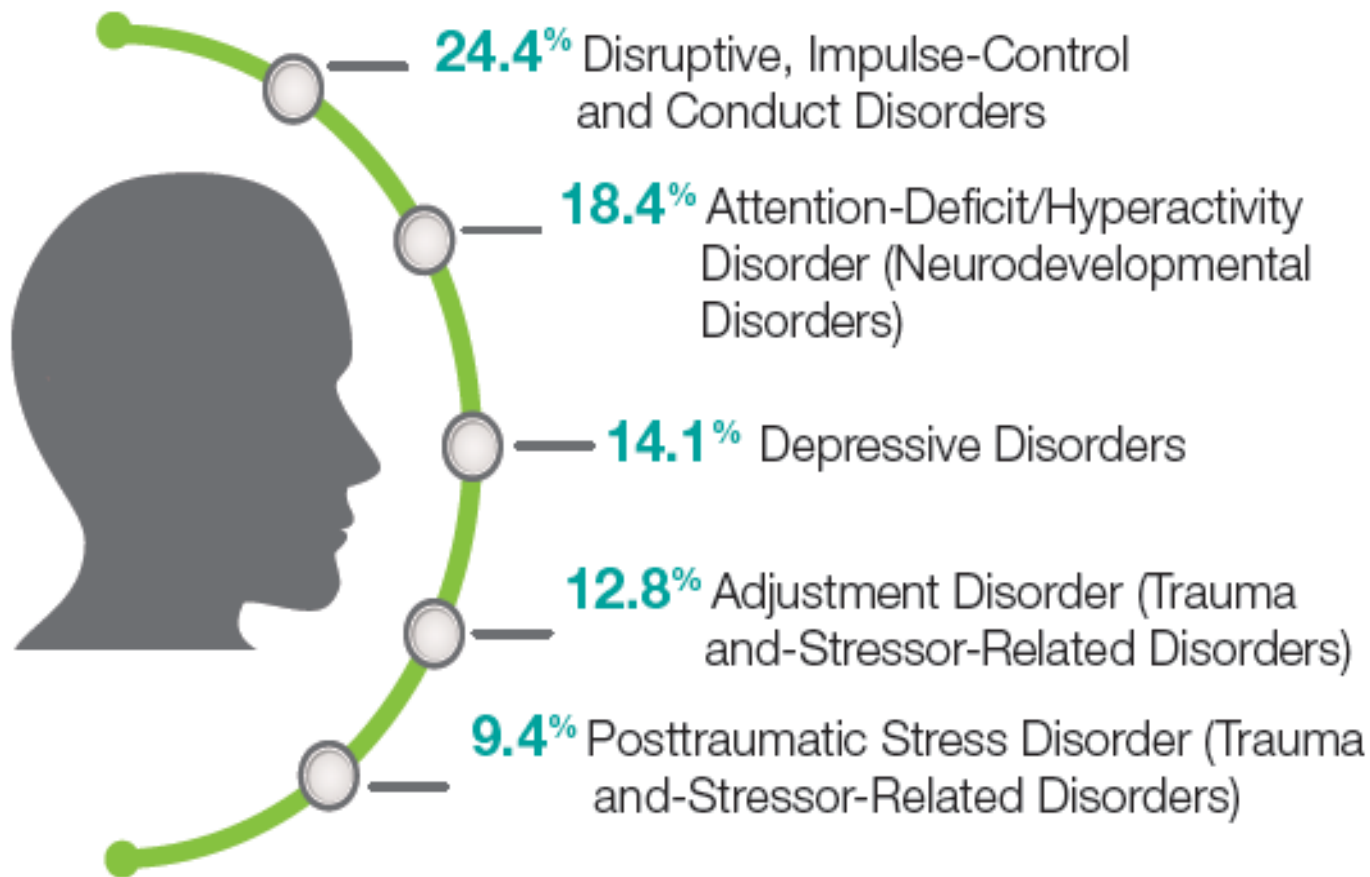 24.4% Disruptive, Impulse-Control
and Conduct Disorders
18.4% Attention-Deficit/Hyperactivity
Disorder (Neurodevelopmental
Disorders)
14.1% Depressive Disorders
12.8% Adjustment Disorder (Trauma
and-Stressor-Related Disorders)
9.4% Posttraumatic Stress Disorder (Trauma
and-Stressor-Related Disorders)